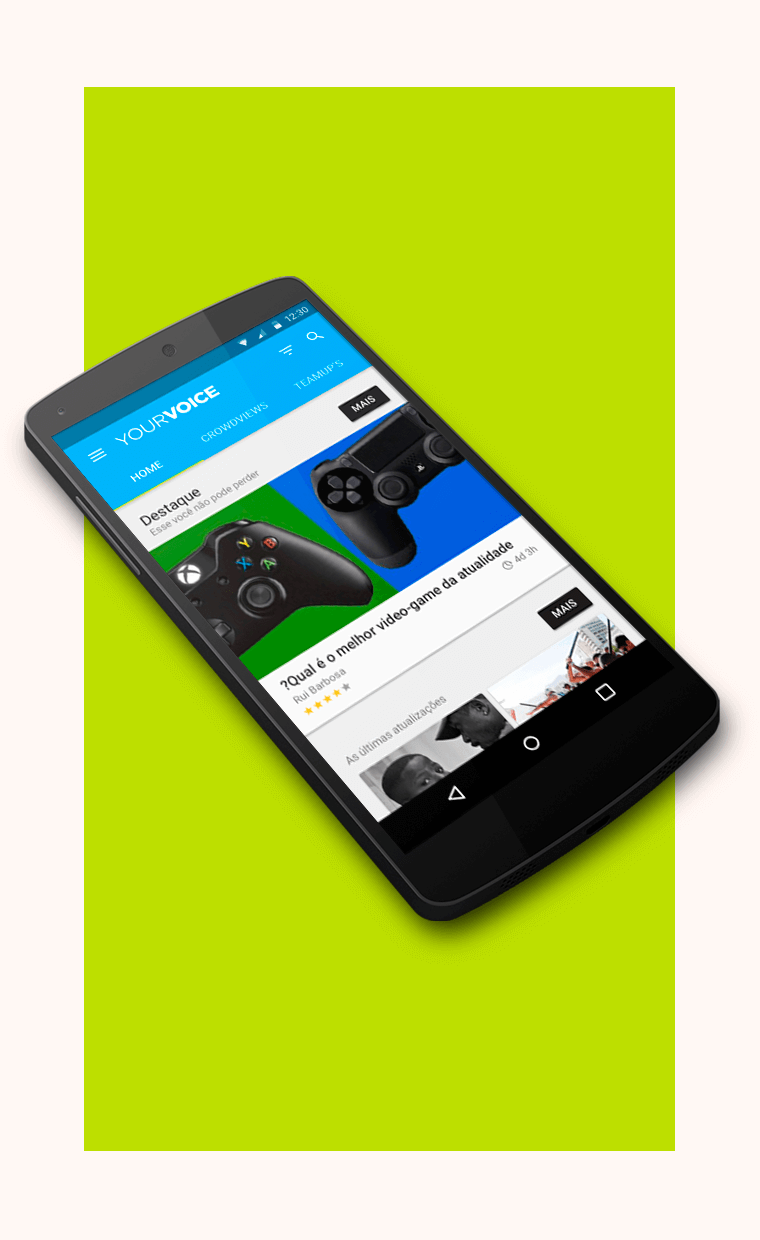 12:30
YOURVOICE
HOME
CROWDVIEWS
TEAMUP'S
Destaque
Esse você não pode perder
MAIS
Y
B
X
A
?Qual é o melhor video-game da atualidade
Rui Barbosa
4d 3h
As últimas atualizações
MAIS